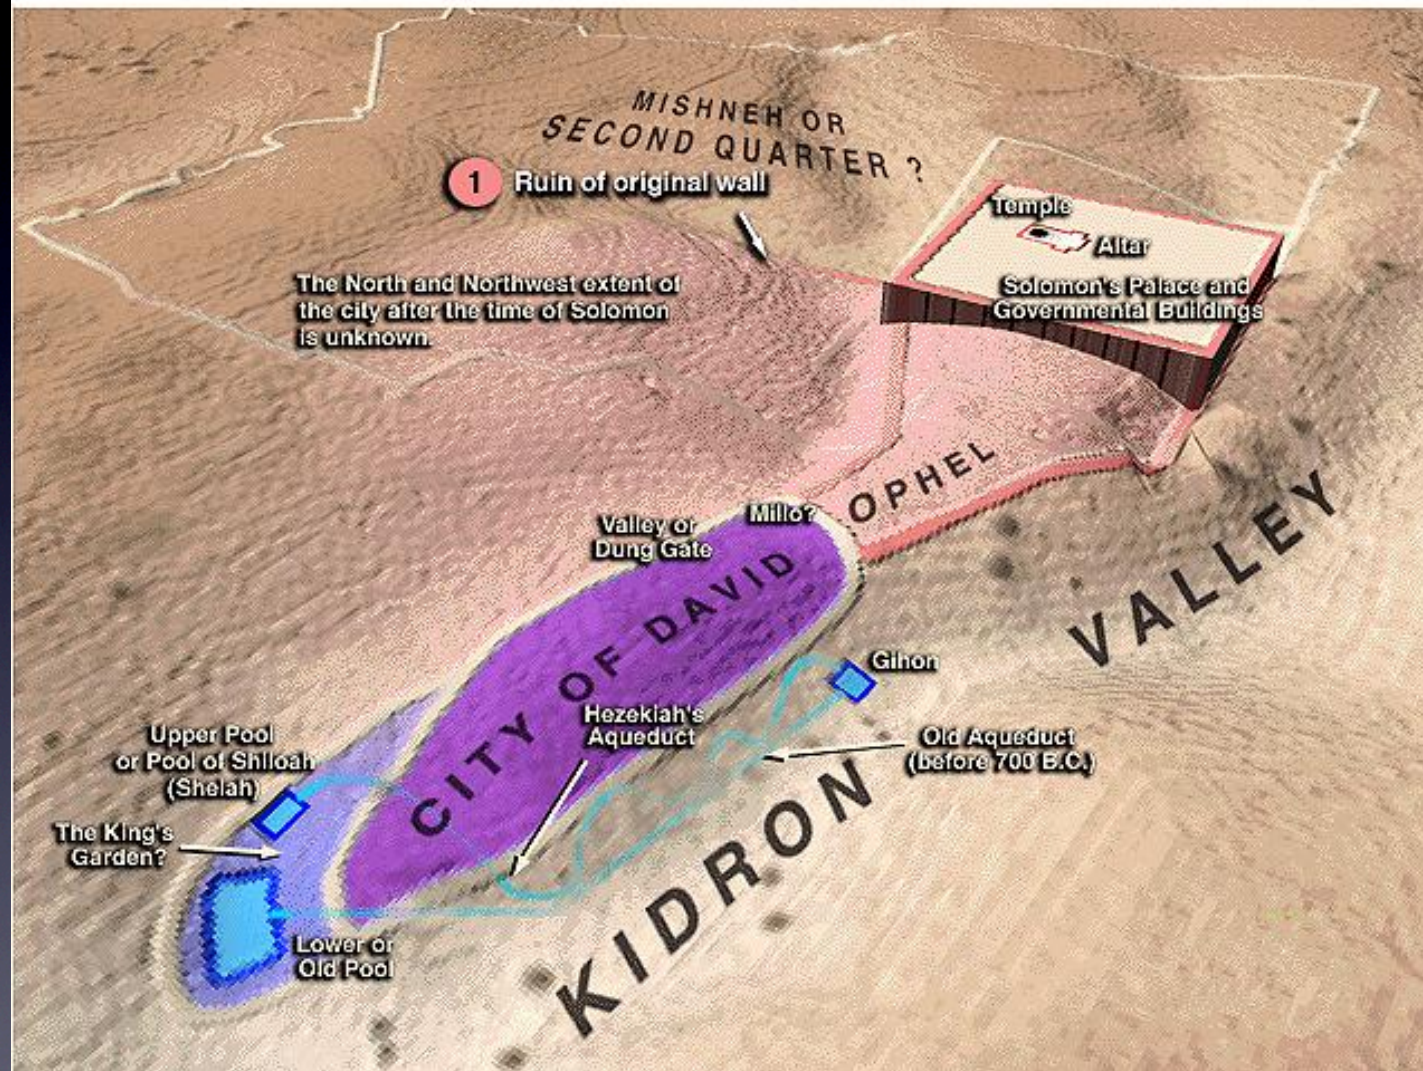 MISHNEH OR
SECOND QUARTER ?
1 Ruin of original wall
Temple
Altar
The North and Northwest extent of
the city after the time of Solomon
is unknown.
Solomon's Palace and
Governmental Buildings
OPHEL
Millo?
Valley or
Dung Gate
CITY OF DAVID
VALLEY
Gihon
Hezekiah's
Aqueduct
Old Aqueduct
(before 700 B.C.)
Upper Pool
or Pool of Shiloah
(Shelah)
The King's
Garden?
KIDRON
Lower or
Old Pool